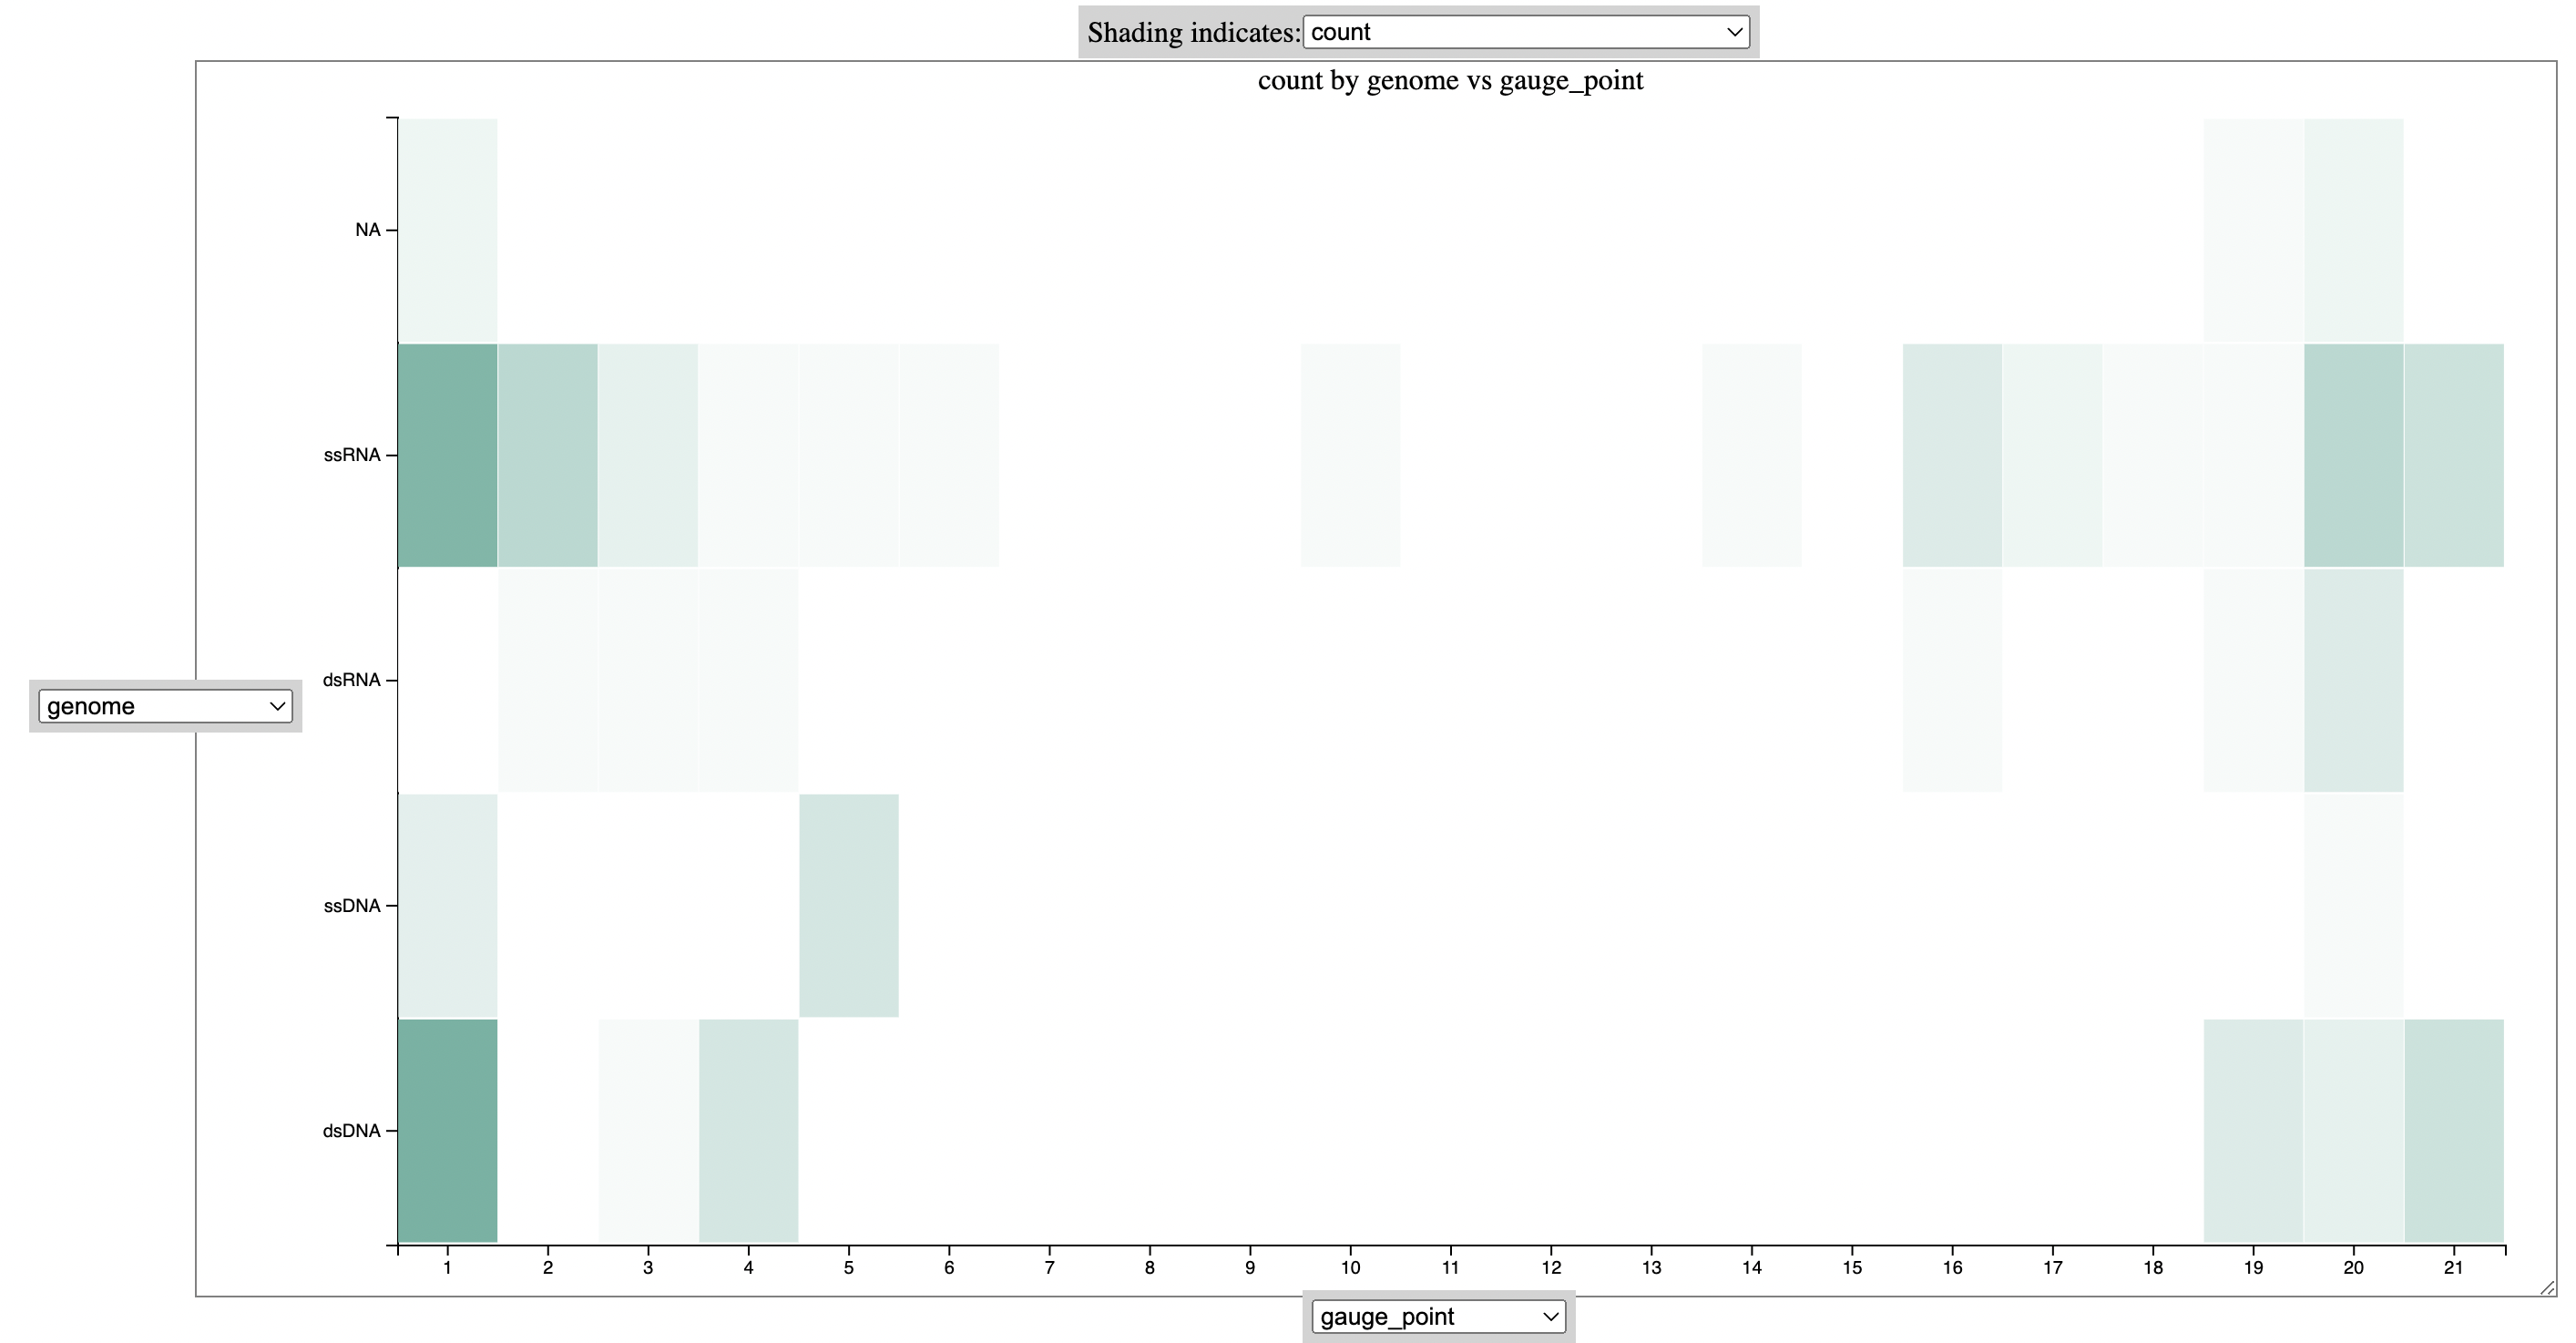 Shading indicates: count
count by genome vs gauge_point
NA
ssRNA
dsRNA
genome
ssDNA
dsDNA
1 2 3 4 5 6 7 8 9 10 11 12 13 14 15 16 17 18 19 20 21
gauge_point